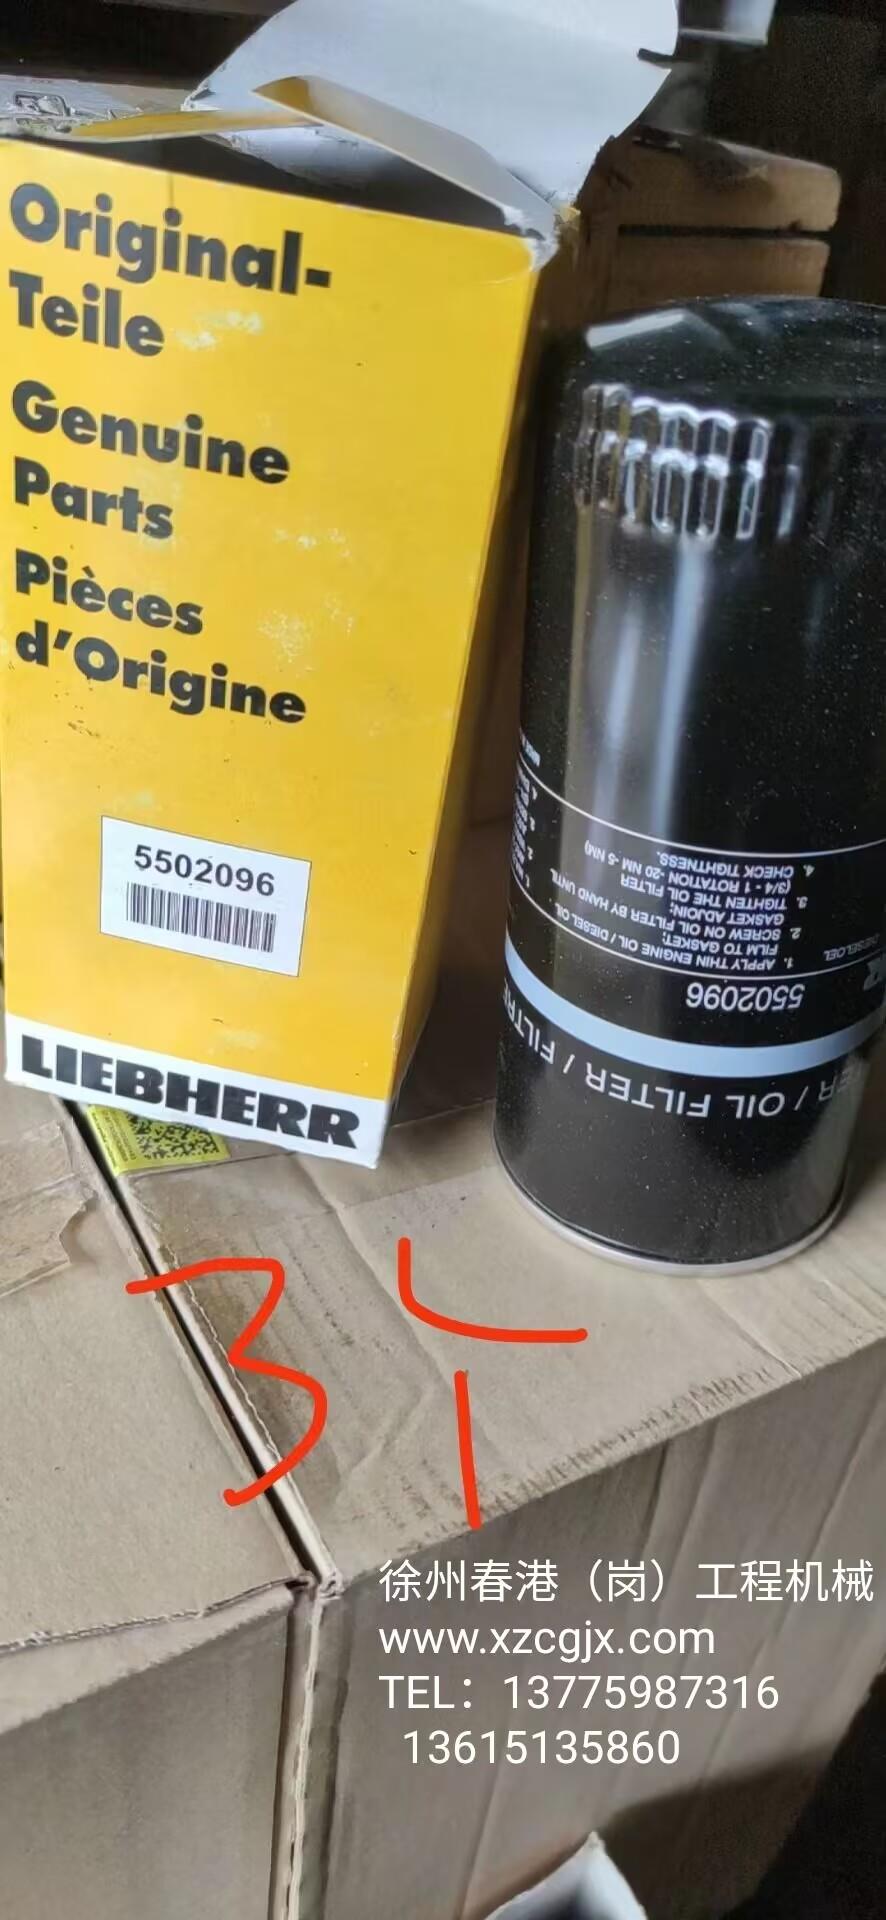 Original-
Teile
Genuine
Parts
Pièces
d'Origine
5502096
LIEBHERR
4. CHECK TIGHTNESS.
(3/4 - 1 ROTATION -20 NM -5 NM)
3. TIGHTEN THE OIL FILTER
GASKET ADJOIN;
2. SCREW ON OIL FILTER BY HAND UNTIL
FILM TO GASKET;
1. APPLY THIN ENGINE OIL / DIESEL OIL
5502096
/ OIL FILTER / FILTRE
3个
徐州春港（岗）工程机械
www.xzcgjx.com
TEL：13775987316
13615135860